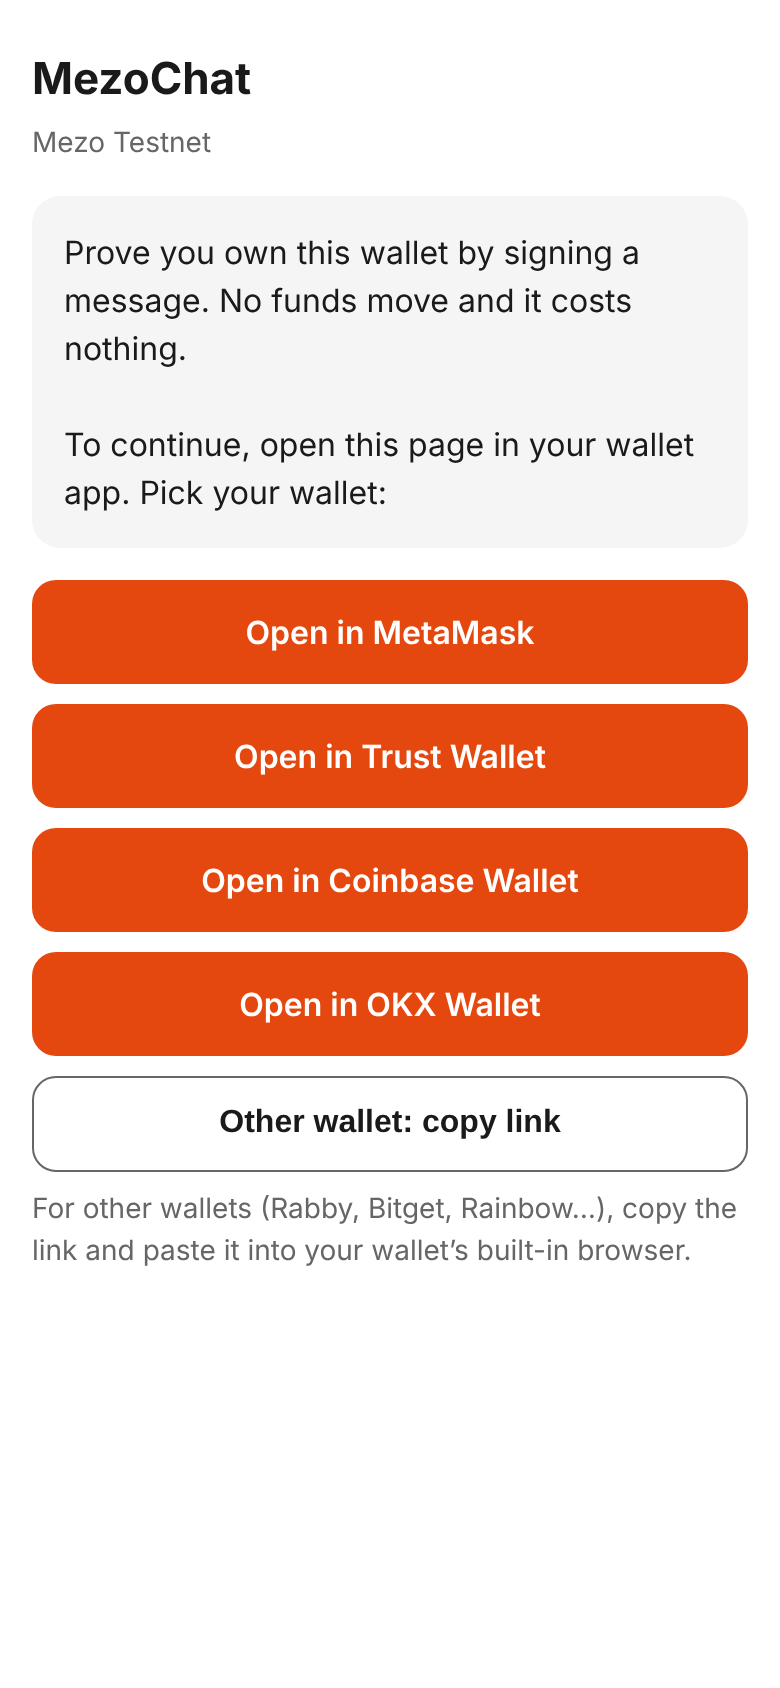 MezoChat
Mezo Testnet
Prove you own this wallet by signing a
message. No funds move and it costs
nothing.
To continue, open this page in your wallet
app. Pick your wallet:
Open in MetaMask
Open in Trust Wallet
Open in Coinbase Wallet
Open in OKX Wallet
Other wallet: copy link
For other wallets (Rabby, Bitget, Rainbow…), copy the
link and paste it into your wallet’s built-in browser.